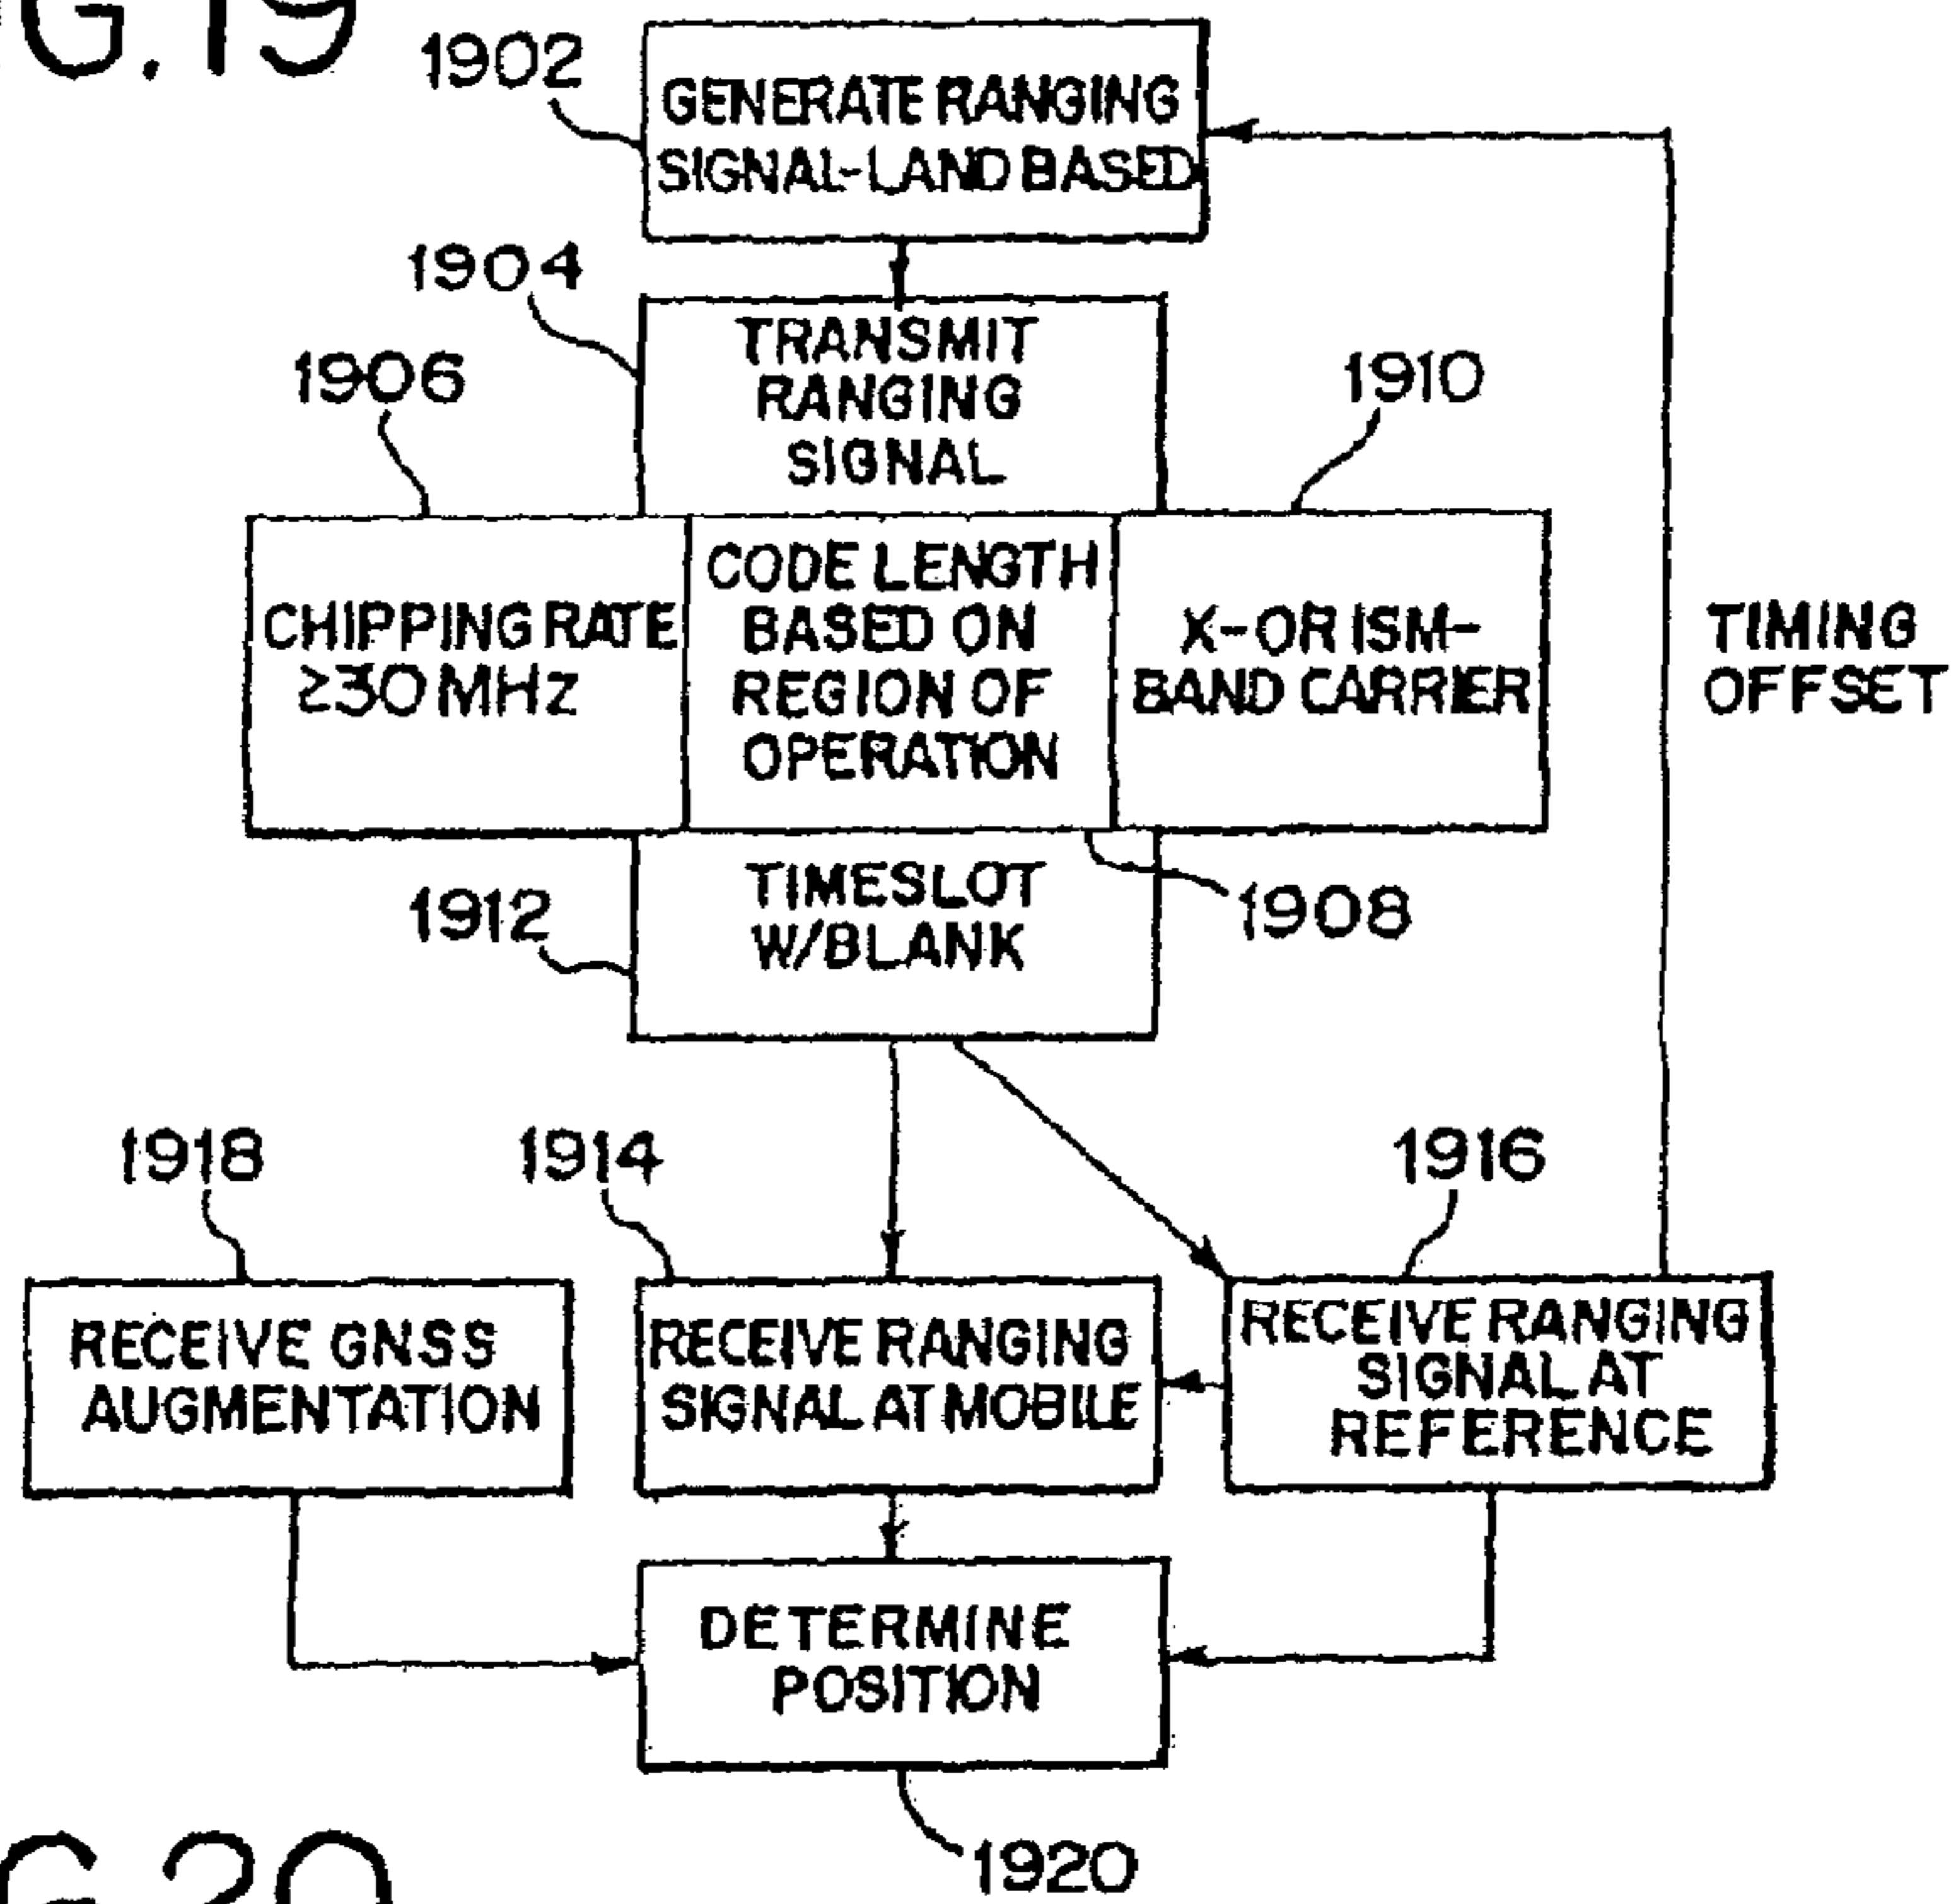 G.19
1902
GENERATE RANGING
SIGNAL-LAND BASED
1904
TRANSMIT
RANGING
SIGNAL
1906
1910
CHIPPING RATE
≥30 MHz
CODE LENGTH
BASED ON
REGION OF
OPERATION
X- OR ISM-
BAND CARRIER
TIMING
OFFSET
1912
TIMESLOT
W/BLANK
1908
1918
1914
1916
RECEIVE GNSS
AUGMENTATION
RECEIVE RANGING
SIGNAL AT MOBILE
RECEIVE RANGING
SIGNAL AT
REFERENCE
DETERMINE
POSITION
1920
G.20